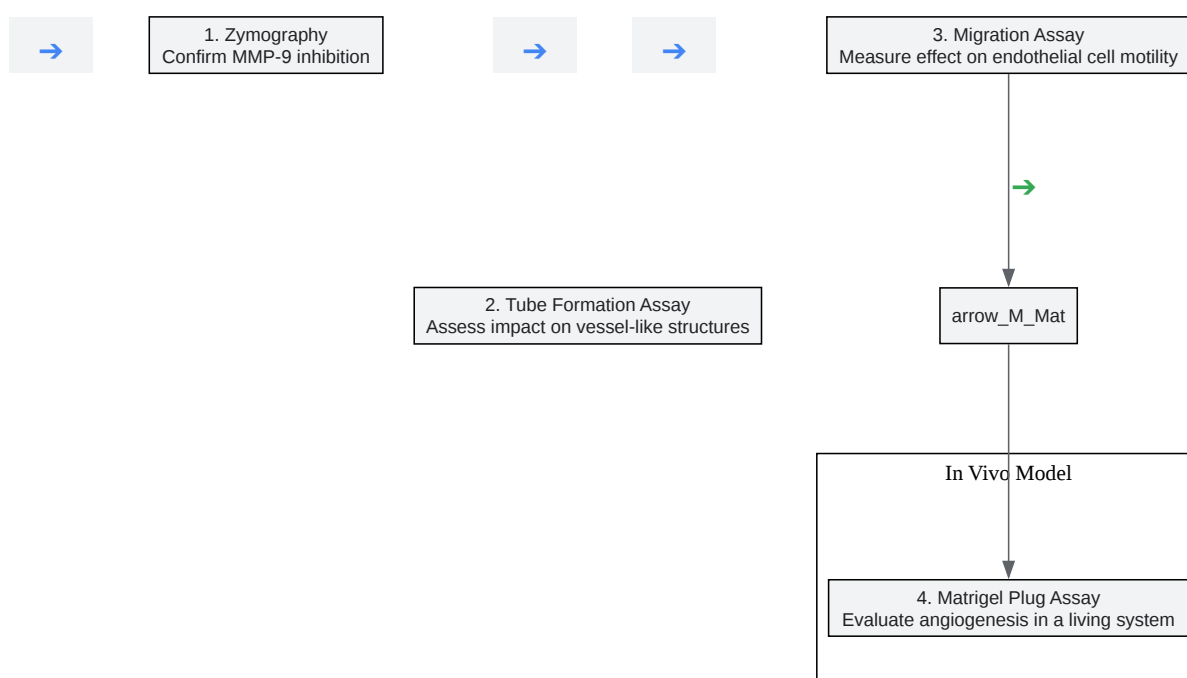 ➔
1. Zymography
Confirm MMP-9 inhibition
➔
➔
3. Migration Assay
Measure effect on endothelial cell motility
➔
2. Tube Formation Assay
Assess impact on vessel-like structures
arrow_M_Mat
In Vivo Model
4. Matrigel Plug Assay
Evaluate angiogenesis in a living system